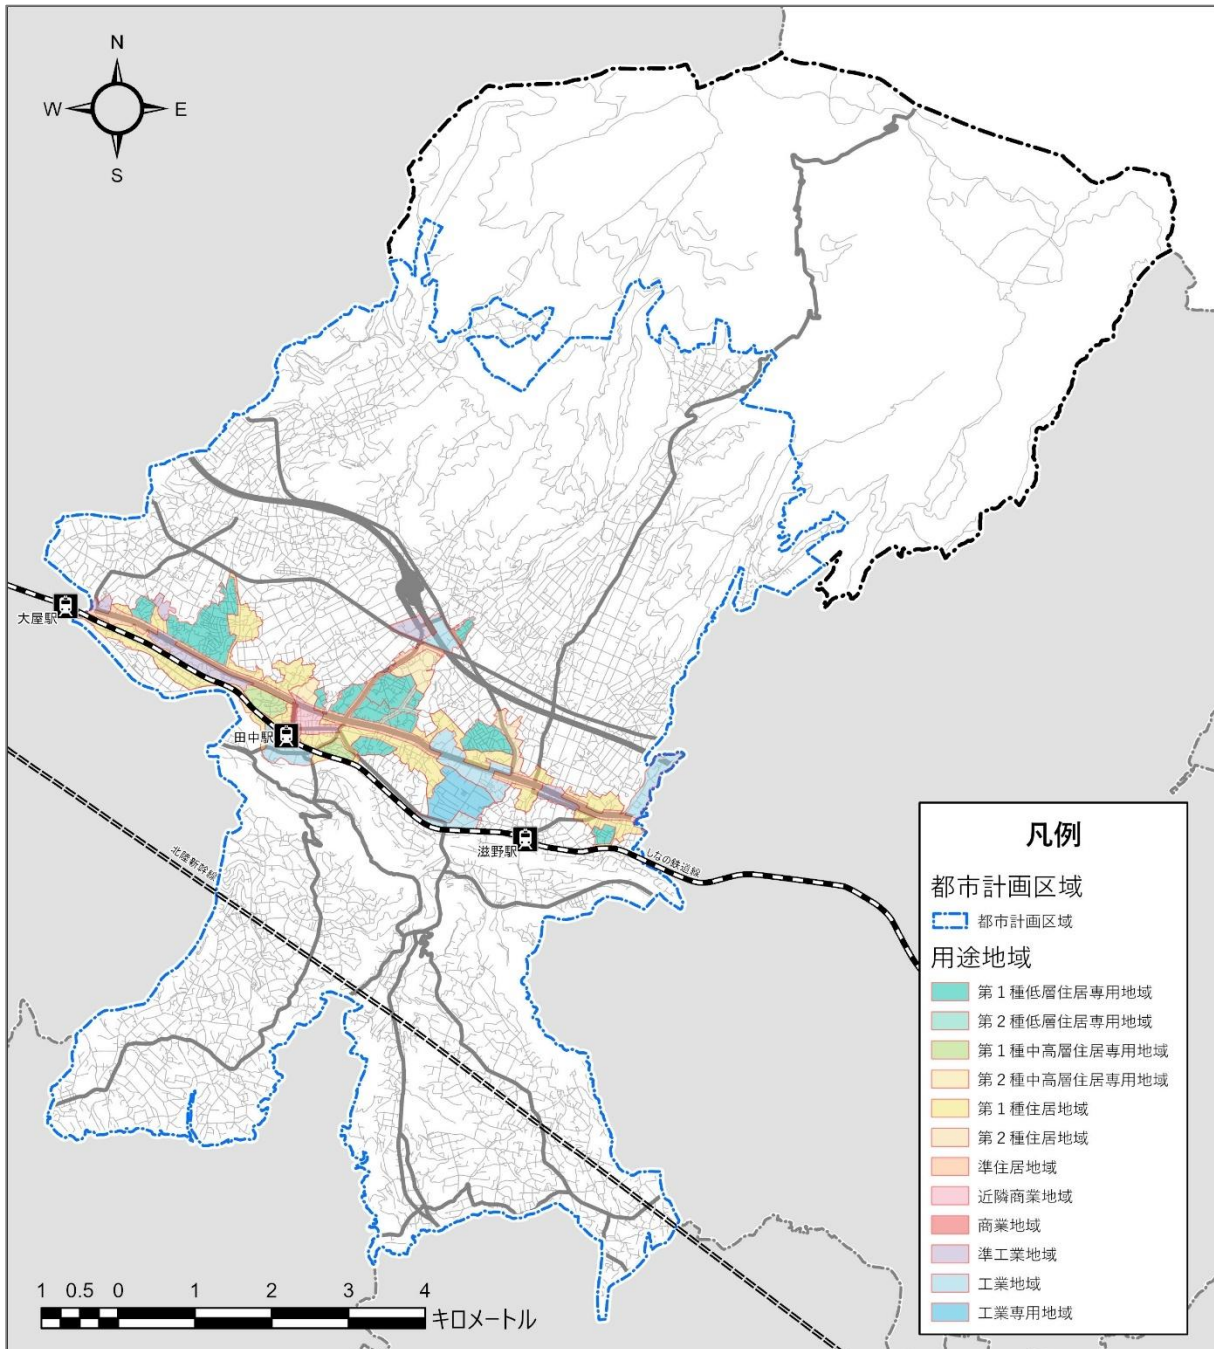 N
W E
S
大屋駅
田中駅
滋野駅
しなの鉄道線
北陸新幹線
凡例
都市計画区域
都市計画区域
用途地域
第1種低層住居専用地域
第2種低層住居専用地域
第1種中高層住居専用地域
第2種中高層住居専用地域
第1種住居地域
第2種住居地域
準住居地域
近隣商業地域
商業地域
準工業地域
工業地域
工業専用地域
1 0.5 0 1 2 3 4
キロメートル